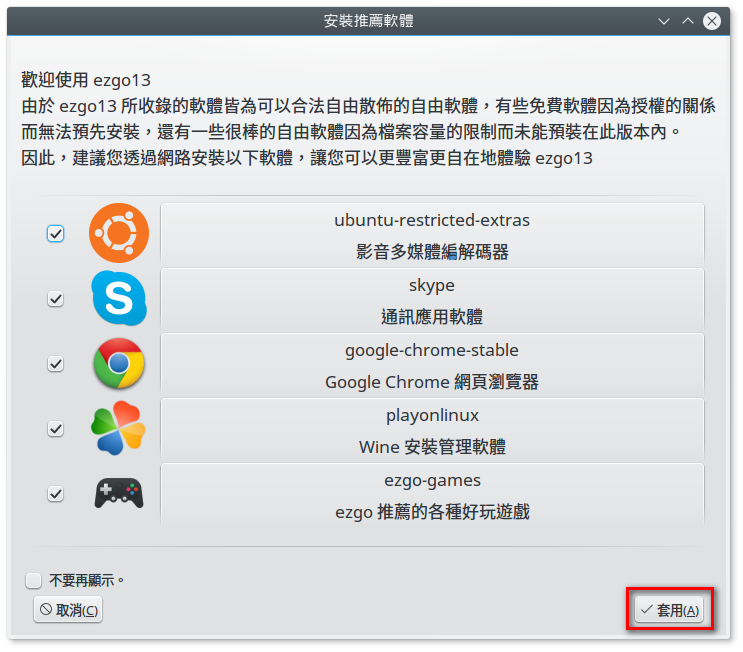 安裝推薦軟體
歡迎使用 ezgo13
由於 ezgo13 所收錄的軟體皆為可以合法自由散佈的自由軟體，有些免費軟體因為授權的關係
而無法預先安裝，還有一些很棒的自由軟體因為檔案容量的限制而未能預裝在此版本內。
因此，建議您透過網路安裝以下軟體，讓您可以更豐富更自在地體驗 ezgo13
ubuntu-restricted-extras
影音多媒體編解碼器
skype
通訊應用軟體
google-chrome-stable
Google Chrome 網頁瀏覽器
playonlinux
Wine 安裝管理軟體
ezgo-games
ezgo 推薦的各種好玩遊戲
不要再顯示。
取消(C)
套用(A)